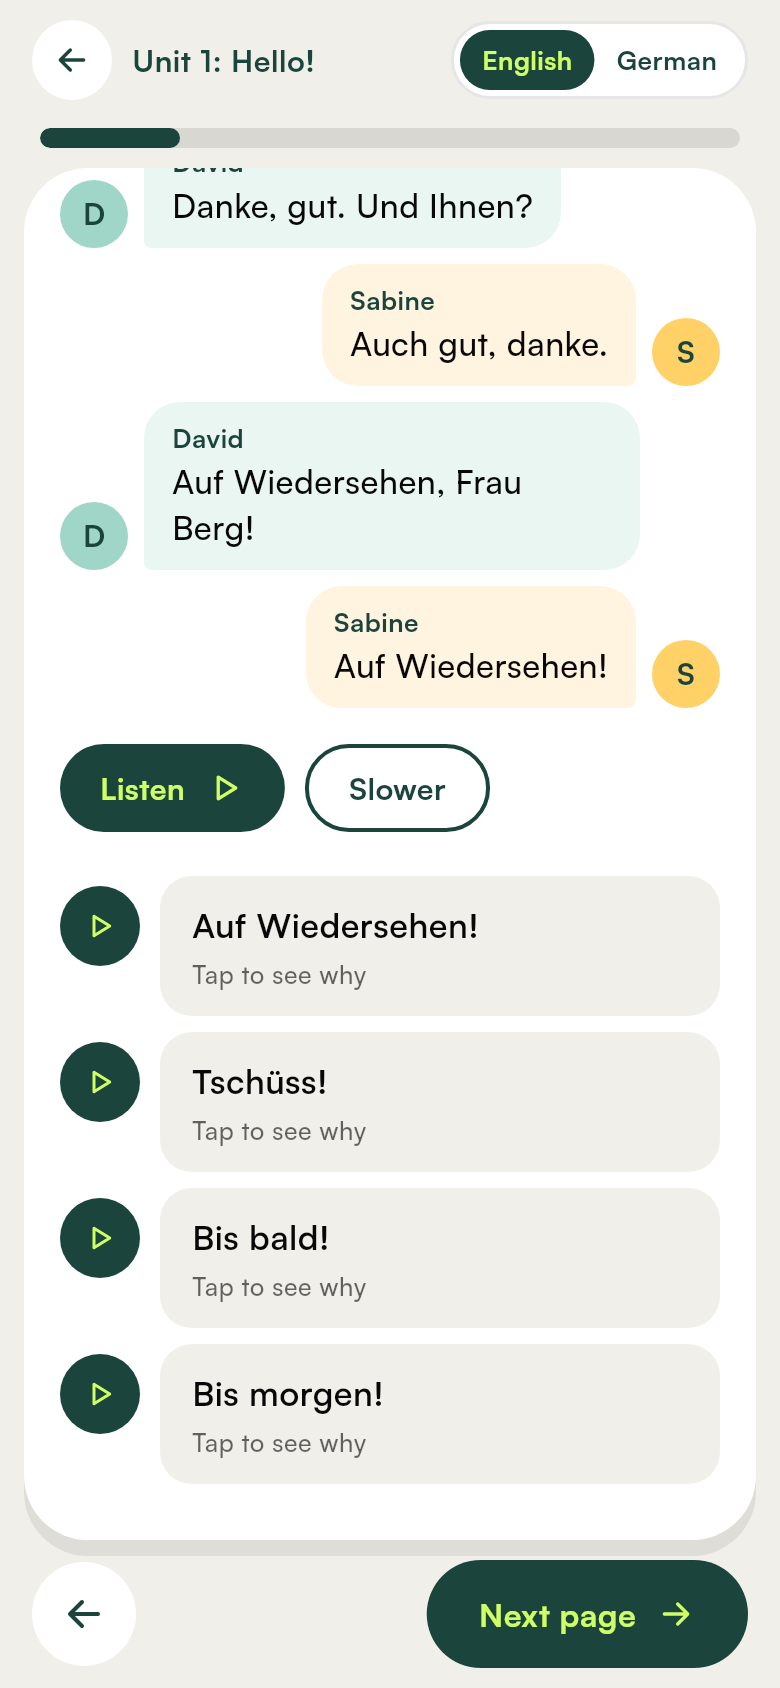 Unit 1: Hello!
English
German
David
D
Danke, gut. Und Ihnen?
Sabine
Auch gut, danke.
S
David
Auf Wiedersehen, Frau
Berg!
D
Sabine
Auf Wiedersehen!
S
Listen
Slower
Auf Wiedersehen!
Tap to see why
Tschüss!
Tap to see why
Bis bald!
Tap to see why
Bis morgen!
Tap to see why
Next page